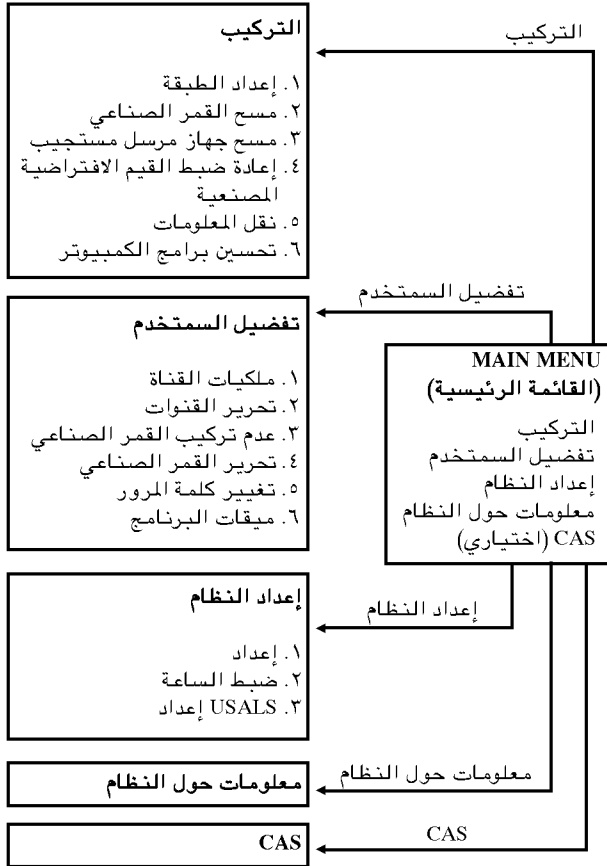 التركيب
١. إعداد الطبقة
٢. مسح القمر الصناعي
٣. مسح جهاز مرسل مستجيب
٤. إعادة ضبط القيم الافتراضية
المصنعية
٥. نقل المعلومات
٦. تحسين برامج الكمبيوتر
التركيب
تفضيل السمتخدم
١. ملكيات القناة
٢. تحرير القنوات
٣. عدم تركيب القمر الصناعي
٤. تحرير القمر الصناعي
٥. تغيير كلمة المرور
٦. ميقات البرنامج
تفضيل السمتخدم
MAIN MENU
(القائمة الرئيسية)
التركيب
تفضيل السمتخدم
إعداد النظام
معلومات حول النظام
CAS (اختياري)
إعداد النظام
١. إعداد
٢. ضبط الساعة
٣. USALS إعداد
إعداد النظام
معلومات حول النظام
معلومات حول النظام
CAS
CAS